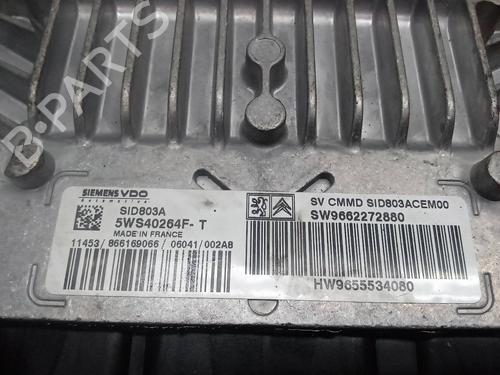 B-PARTS
SIEMENS VDO
Automotive
SID803A
5WS40264F- T
MADE IN FRANCE
11453/ 866169066 / 06041/ 002A8
SV CMMD SID803ACEM00
SW9662272880
HW9655534080